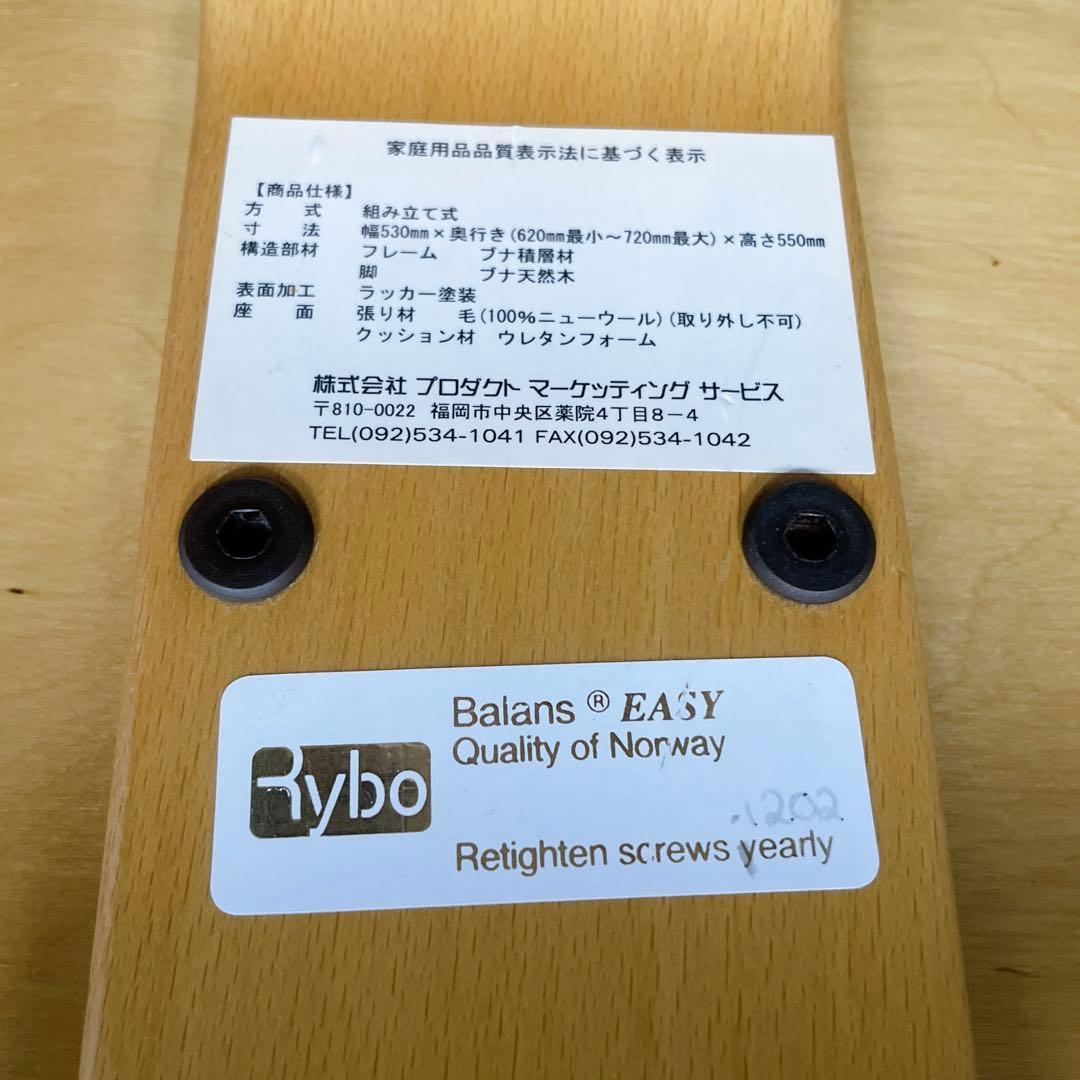 家庭用品品質表示法に基づく表示
【商品仕様】
方　式　組み立て式
寸　法　幅530mm×奥行き(620mm最小～720mm最大)×高さ550mm
構造部材　フレーム　ブナ積層材
脚　ブナ天然木
表面加工　ラッカー塗装
座　面　張り材　毛(100%ニューウール)(取り外し不可)
クッション材　ウレタンフォーム
株式会社 プロダクト マーケッティング サービス
〒810-0022 福岡市中央区薬院4丁目8-4
TEL(092)534-1041 FAX(092)534-1042
Balans ® EASY
Quality of Norway
Rybo
1202
Retighten screws yearly